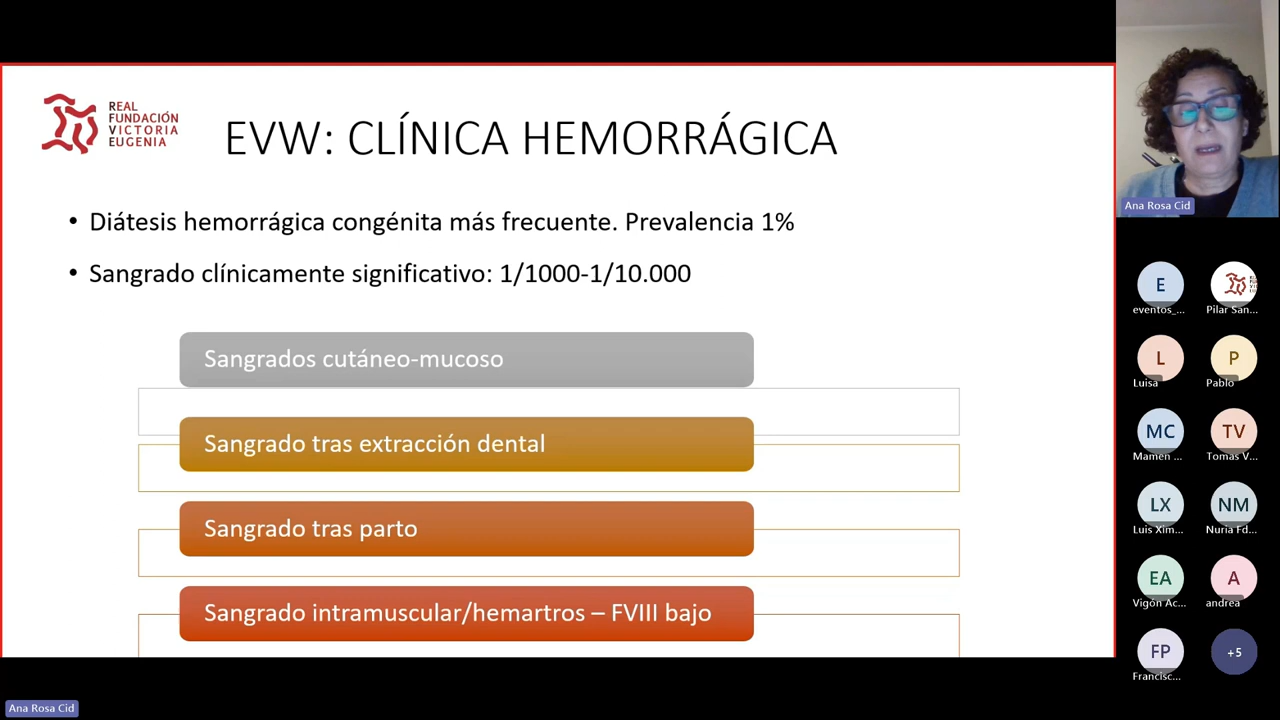 REAL
FUNDACIÓN
VICTORIA
EUGENIA
EVW: CLÍNICA HEMORRÁGICA
• Diátesis hemorrágica congénita más frecuente. Prevalencia 1%
• Sangrado clínicamente significativo: 1/1000-1/10.000
Sangrados cutáneo-mucoso
Sangrado tras extracción dental
Sangrado tras parto
Sangrado intramuscular/hemartros – FVIII bajo
Ana Rosa Cid
E
eventos_...
Pilar San...
L
Luisa
P
Pablo
MC
Mamen ...
TV
Tomas V...
LX
Luis Xim...
NM
Nuria Fd...
EA
Vigón Ac...
A
andrea
FP
Francisc...
+5
Ana Rosa Cid